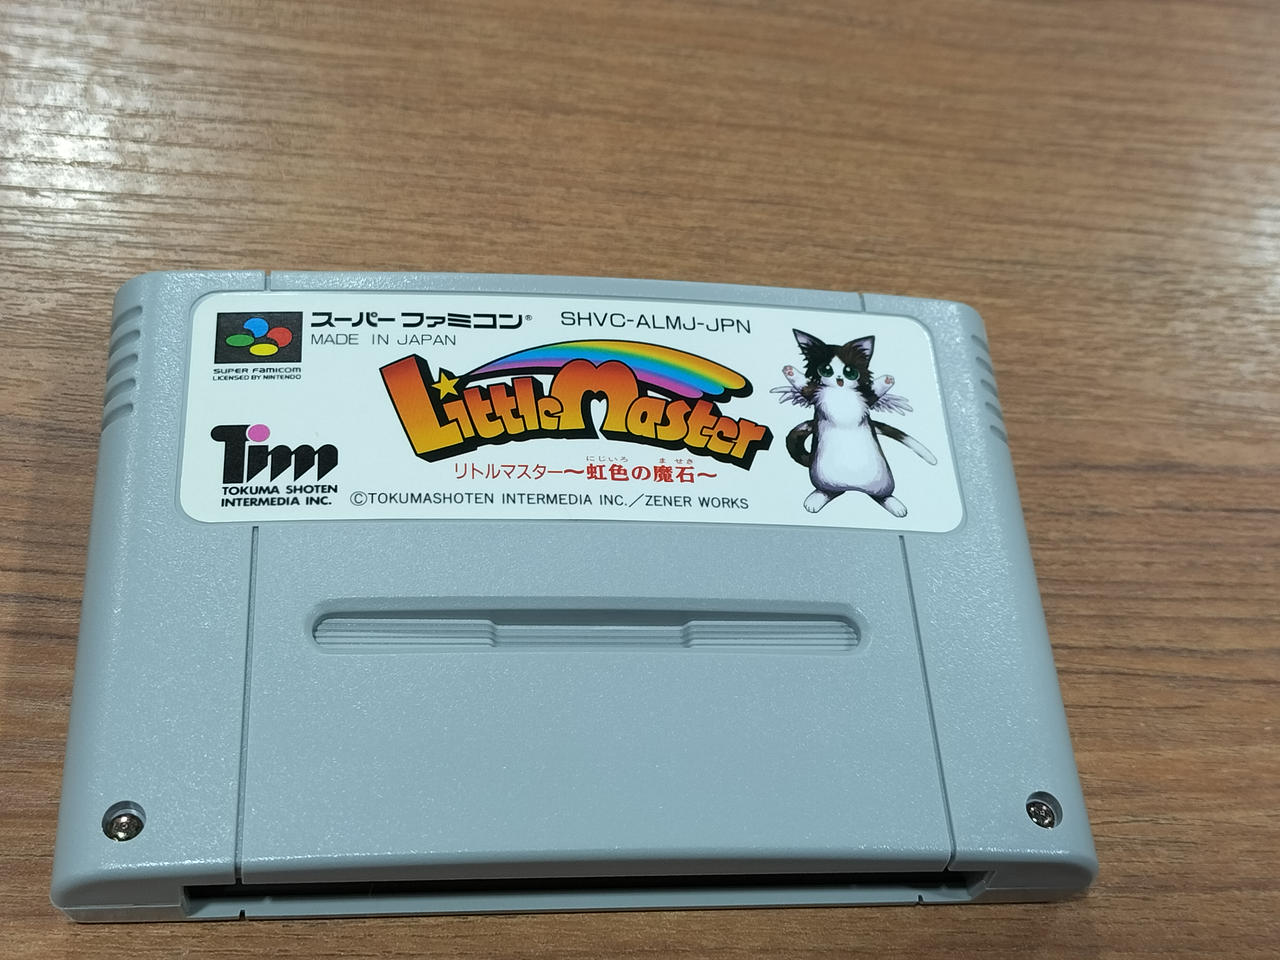 スーパーファミコン® SHVC-ALMJ-JPN
MADE IN JAPAN
SUPER FAMICOM
LICENSED BY NINTENDO
Little Master
にじいろ ませき
リトルマスター～虹色の魔石～
Tim
TOKUMA SHOTEN
INTERMEDIA INC.
©TOKUMASHOTEN INTERMEDIA INC./ZENER WORKS